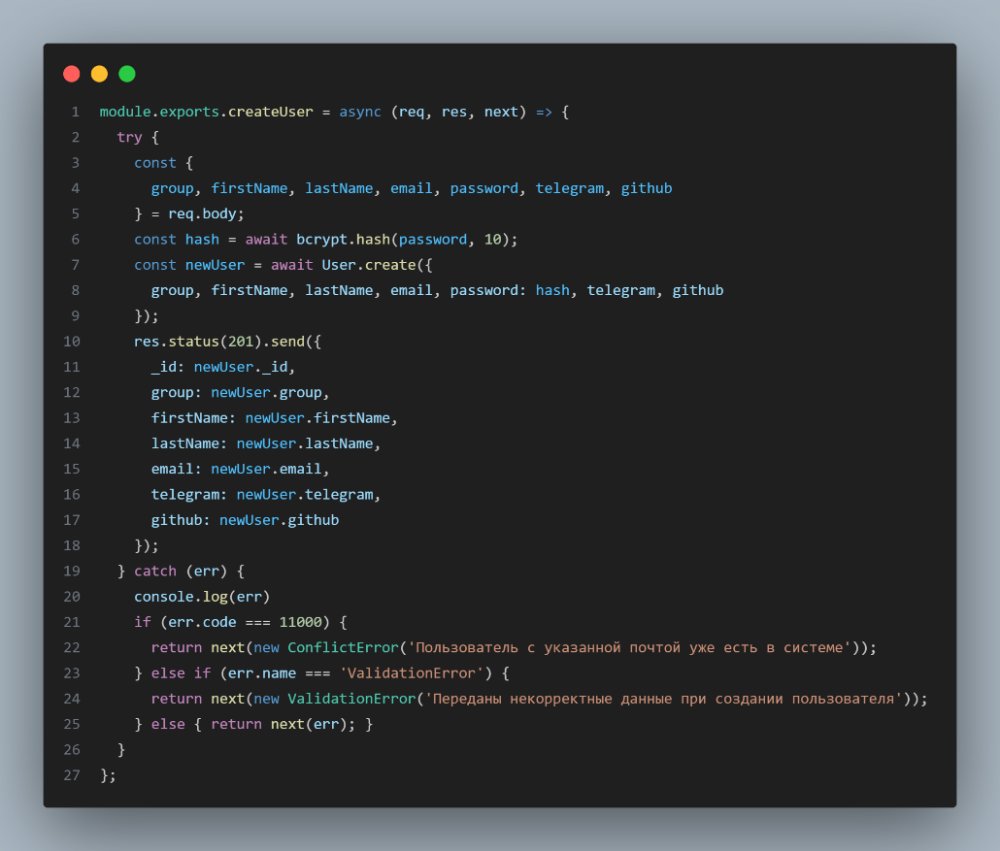 1 module.exports.createUser = async (req, res, next) => {
2   try {
3     const {
4       group, firstName, lastName, email, password, telegram, github
5     } = req.body;
6     const hash = await bcrypt.hash(password, 10);
7     const newUser = await User.create({
8       group, firstName, lastName, email, password: hash, telegram, github
9     });
10     res.status(201).send({
11       _id: newUser._id,
12       group: newUser.group,
13       firstName: newUser.firstName,
14       lastName: newUser.lastName,
15       email: newUser.email,
16       telegram: newUser.telegram,
17       github: newUser.github
18     });
19   } catch (err) {
20     console.log(err)
21     if (err.code === 11000) {
22       return next(new ConflictError('Пользователь с указанной почтой уже есть в системе'));
23     } else if (err.name === 'ValidationError') {
24       return next(new ValidationError('Переданы некорректные данные при создании пользователя'));
25     } else { return next(err); }
26   }
27 };